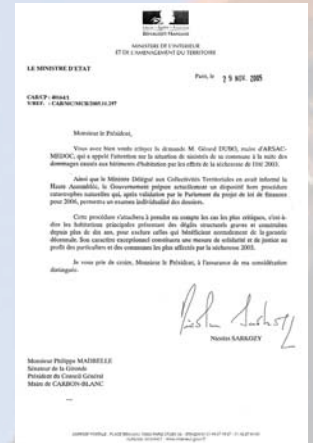 RÉPUBLIQUE FRANÇAISE
MINISTERE DE L'INTERIEUR
ET DE L'AMENAGEMENT DU TERRITOIRE
LE MINISTRE D'ETAT
Paris, le 29 NOV. 2005
Monsieur le Président,
Vous avez bien voulu appuyer la demande M. Gérard DUBO, maire d'ARSAC-
MEDOC, qui a appelé l'attention sur la situation de sinistrés de sa commune à la suite des
dommages causés aux bâtiments d'habitation par les effets de la sécheresse de l'été 2003.
Ainsi que le Ministre Délégué aux Collectivités Territoriales en avait informé la
Haute Assemblée, le Gouvernement prépare actuellement un dispositif hors procédure
catastrophes naturelles qui, après validation par le Parlement du projet de loi de finances
pour 2006, permettra un examen individualisé des dossiers.
Cette procédure s'attachera à prendre en compte les cas les plus critiques, c'est-à-
dire les habitations principales présentant des dégâts structurels graves et construites
depuis plus de dix ans, pour exclure celles qui bénéficient normalement de la garantie
décennale. Son caractère exceptionnel constituera une mesure de solidarité et de justice au
profit des particuliers et des communes les plus affectés par la sécheresse 2003.
Je vous prie de croire, Monsieur le Président, à l'assurance de ma considération
distinguée.
Nicolas SARKOZY
Monsieur Philippe MADRELLE
Sénateur de la Gironde
Président du Conseil Général
Maire de CARBON-BLANC